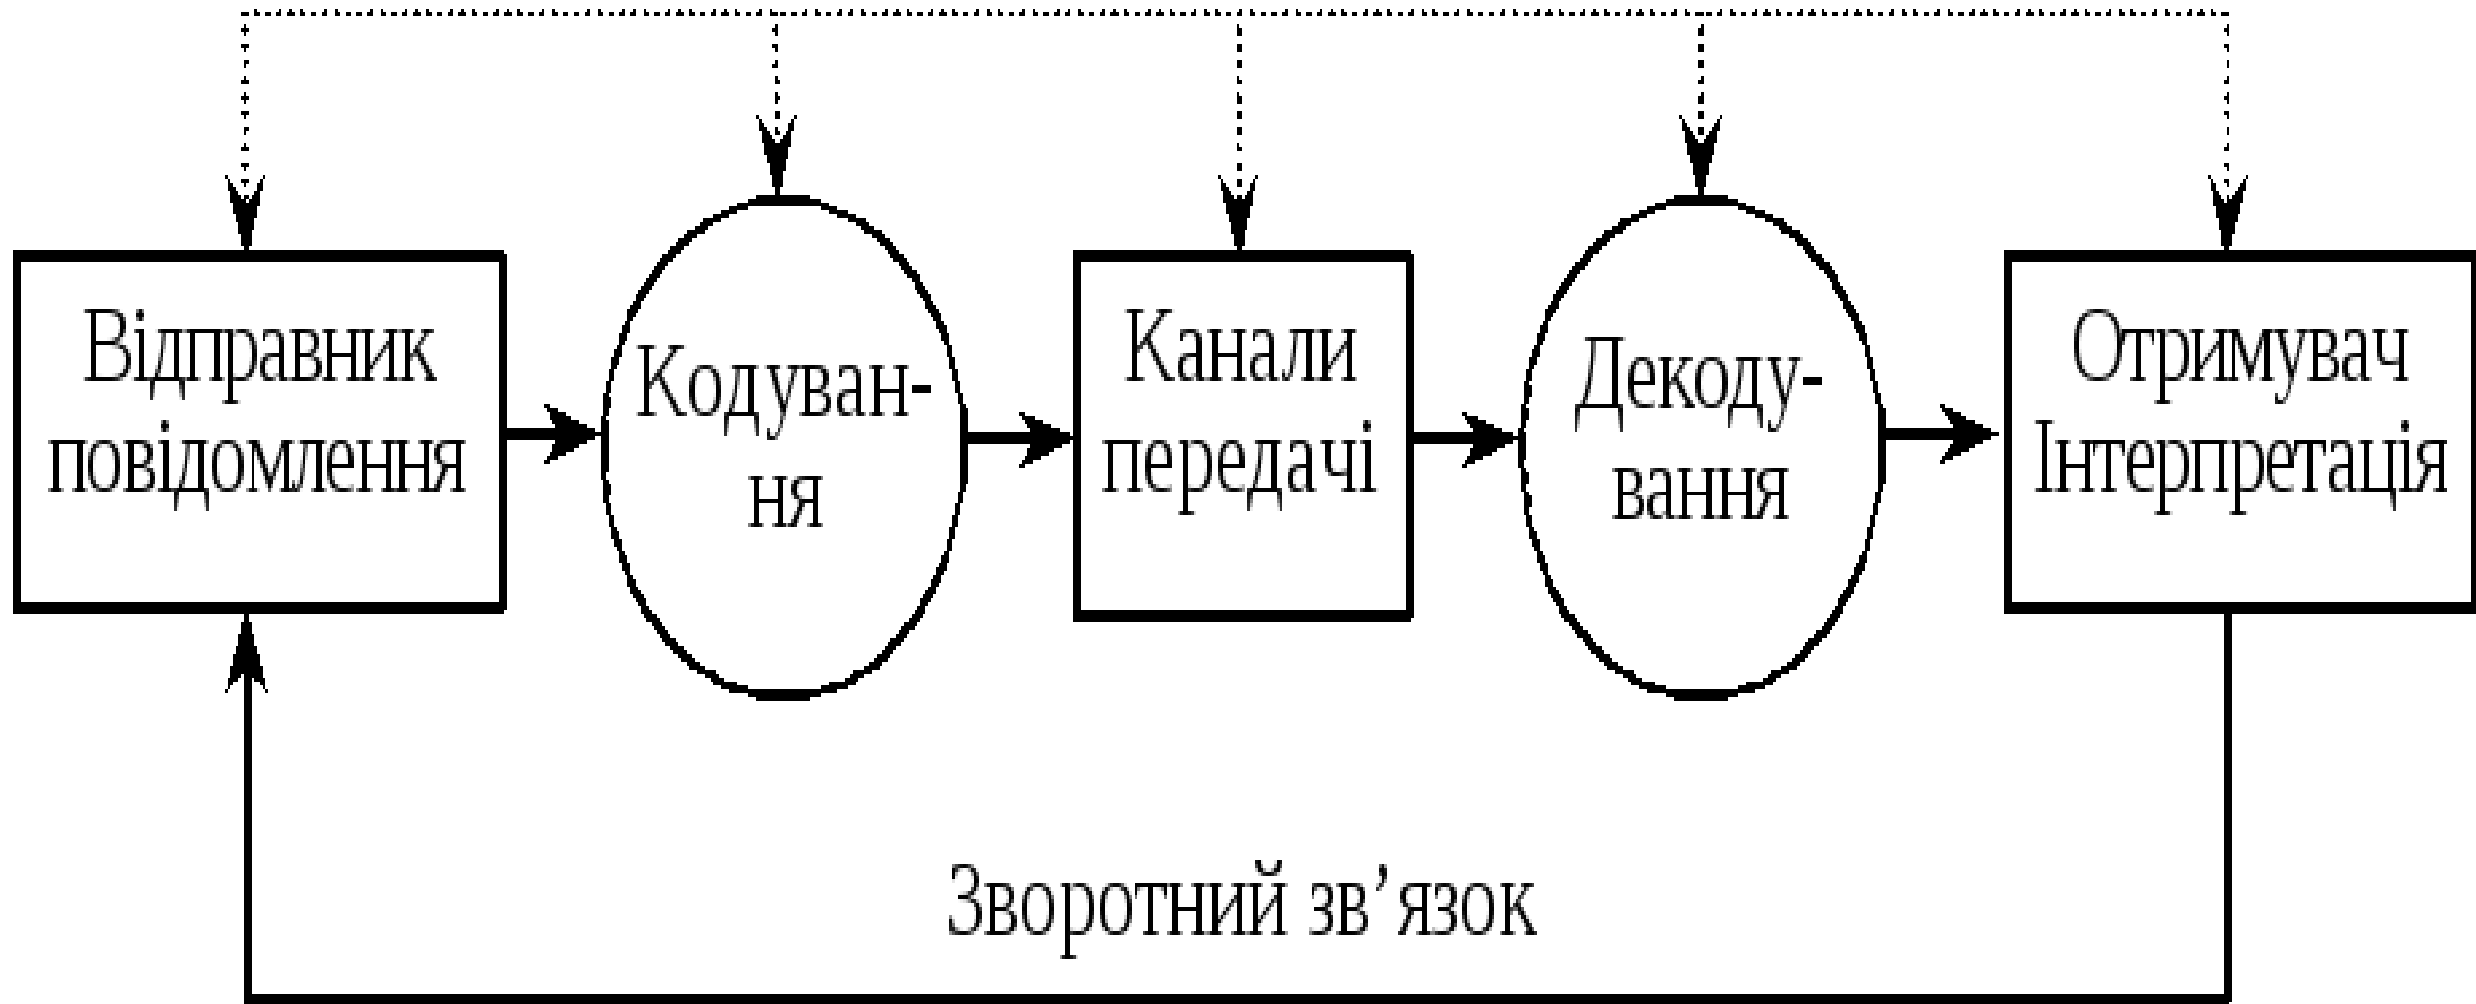 Відправник
повідомлення
Кодуван-
ня
Канали
передачі
Декоду-
вання
Отримувач
Інтерпретація
Зворотний зв’язок